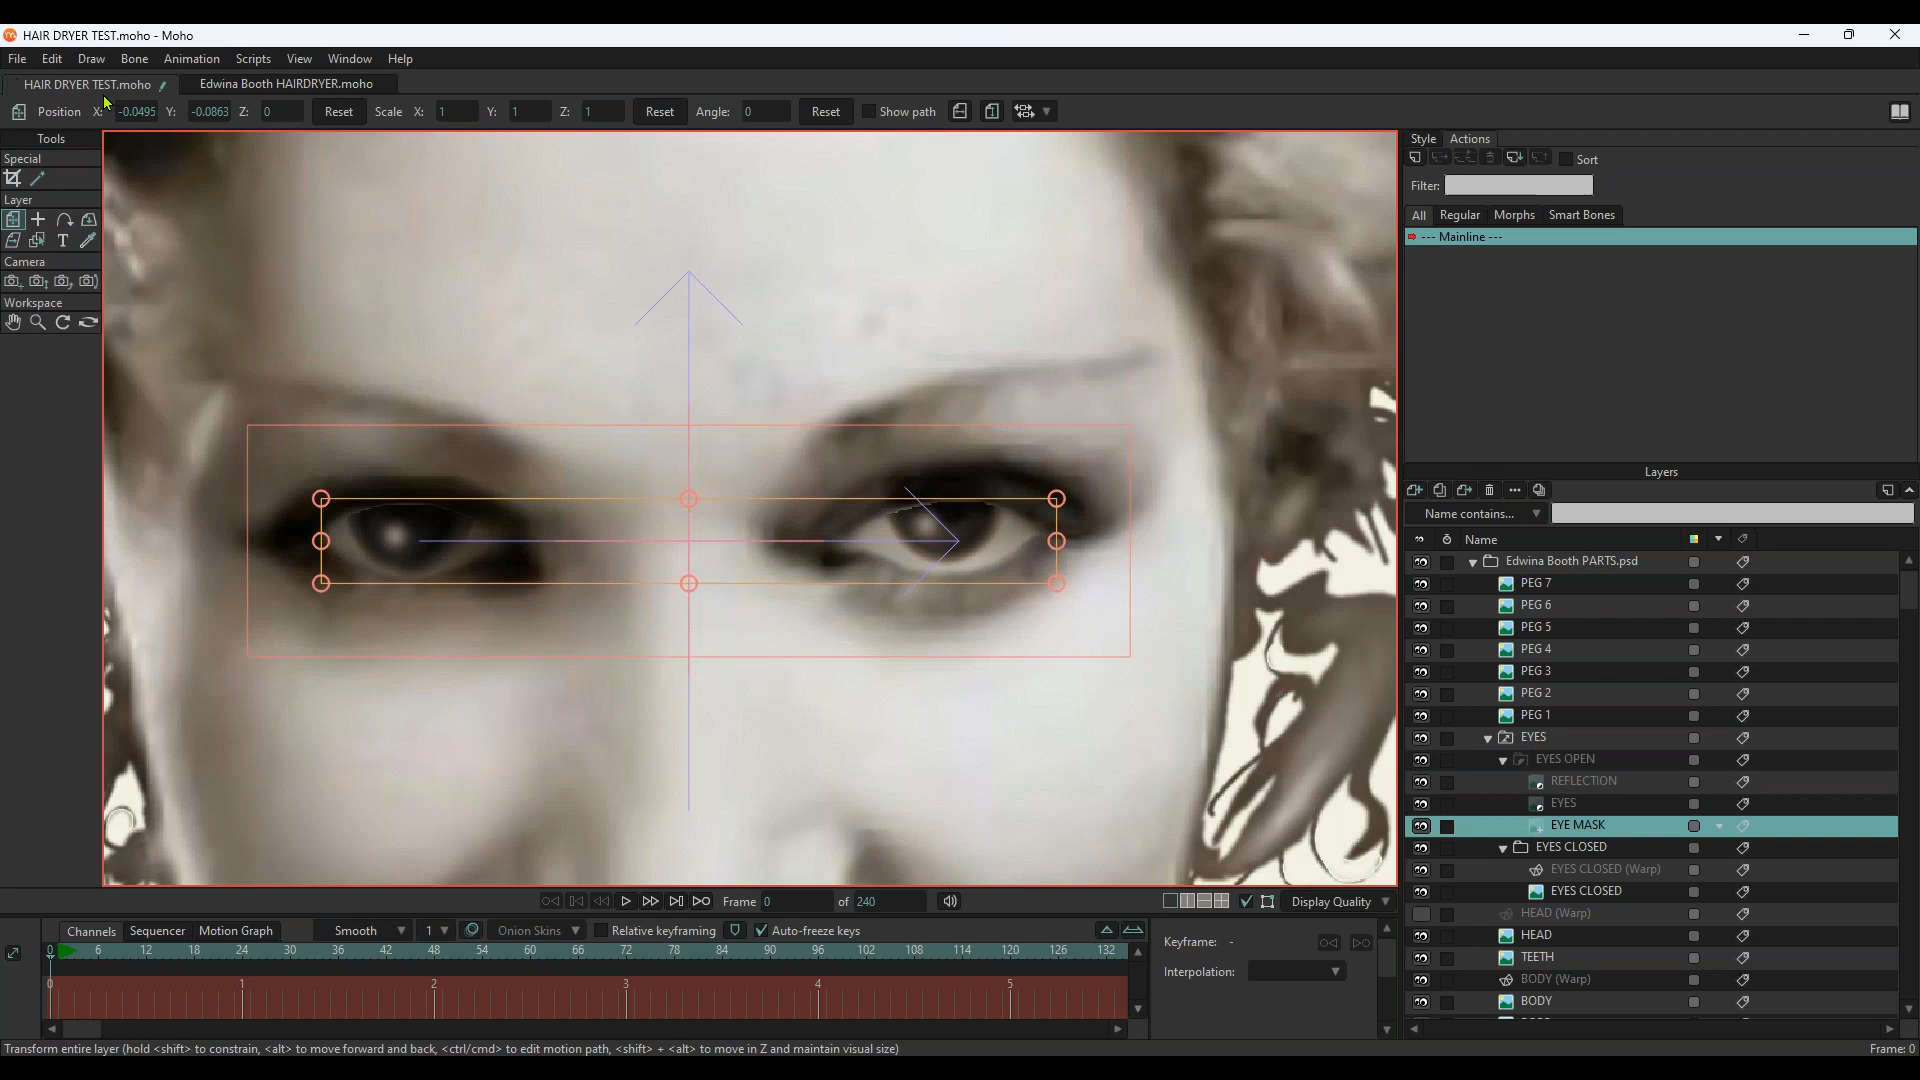 HAIR DRYER TEST.moho - Moho
File Edit Draw Bone Animation Scripts View Window Help
HAIR DRYER TEST.moho Edwina Booth HAIRDRYER.moho
Position X: -0.0495 Y: -0.0863 Z: 0 Reset Scale X: 1 Y: 1 Z: 1 Reset Angle: 0 Reset Show path
Tools
Special
Layer
Camera
Workspace
Style Actions
Sort
Filter:
All Regular Morphs Smart Bones
--- Mainline ---
Layers
Name contains...
Name
Edwina Booth PARTS.psd
PEG 7
PEG 6
PEG 5
PEG 4
PEG 3
PEG 2
PEG 1
EYES
EYES OPEN
REFLECTION
EYES
EYE MASK
EYES CLOSED
EYES CLOSED (Warp)
EYES CLOSED
HEAD (Warp)
HEAD
TEETH
BODY (Warp)
BODY
Frame 0 of 240 Display Quality
Channels Sequencer Motion Graph Smooth 1 Onion Skins Relative keyframing Auto-freeze keys
0 6 12 18 24 30 36 42 48 54 60 66 72 78 84 90 96 102 108 114 120 126 132
0 1 2 3 4 5
Keyframe: -
Interpolation:
Transform entire layer (hold <shift> to constrain, <alt> to move forward and back, <ctrl/cmd> to edit motion path, <shift> + <alt> to move in Z and maintain visual size)
Frame: 0